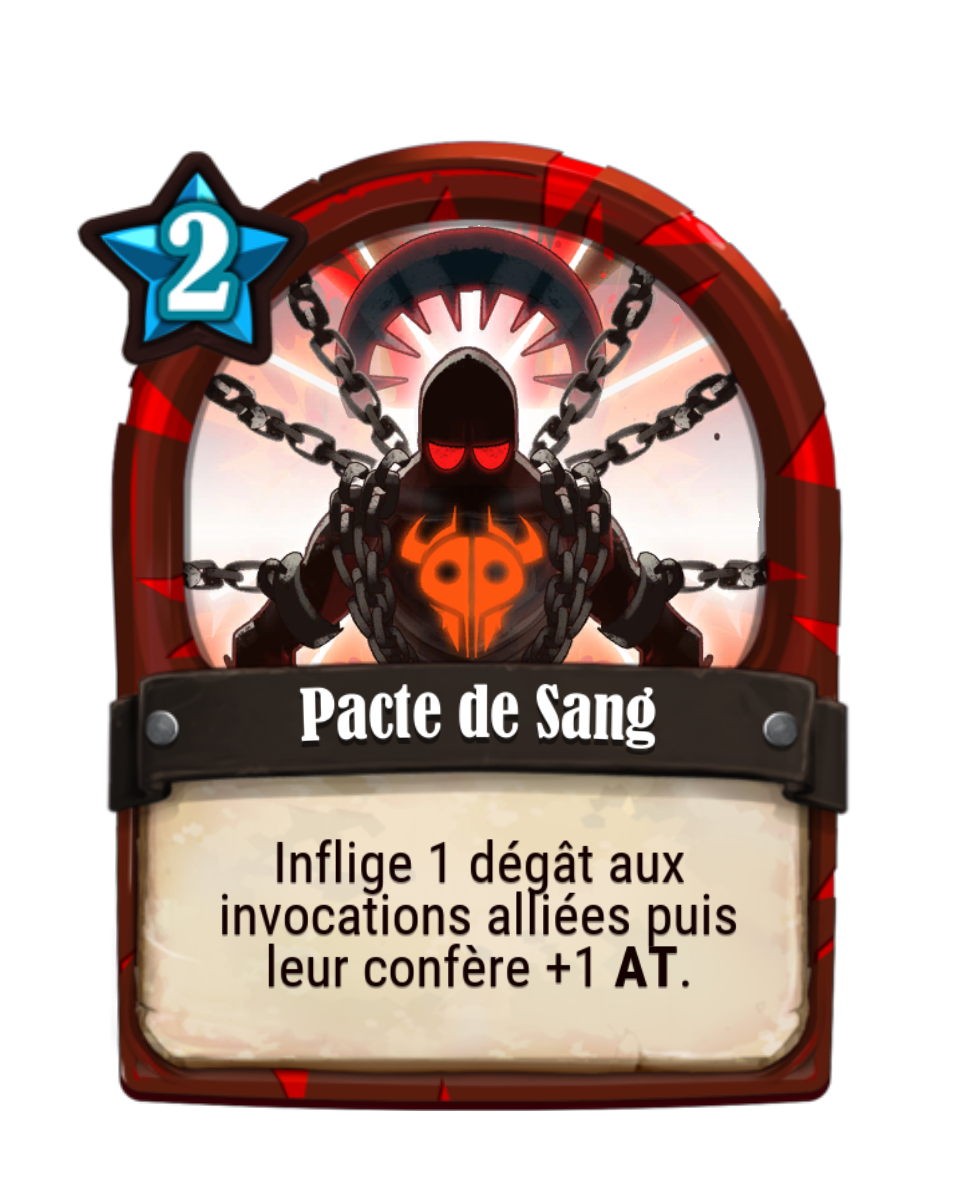 2
Pacte de Sang
Inflige 1 dégât aux
invocations alliées puis
leur confère +1 AT.